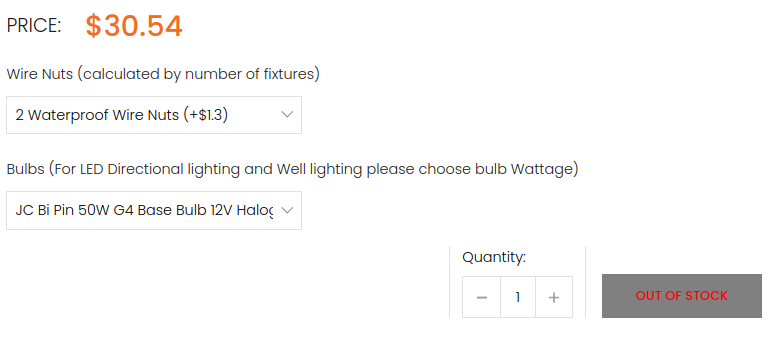 PRICE: $30.54
Wire Nuts (calculated by number of fixtures)
2 Waterproof Wire Nuts (+$1.3)
Bulbs (For LED Directional lighting and Well lighting please choose bulb Wattage)
JC Bi Pin 50W G4 Base Bulb 12V
Quantity:
− 1 +
OUT OF STOCK